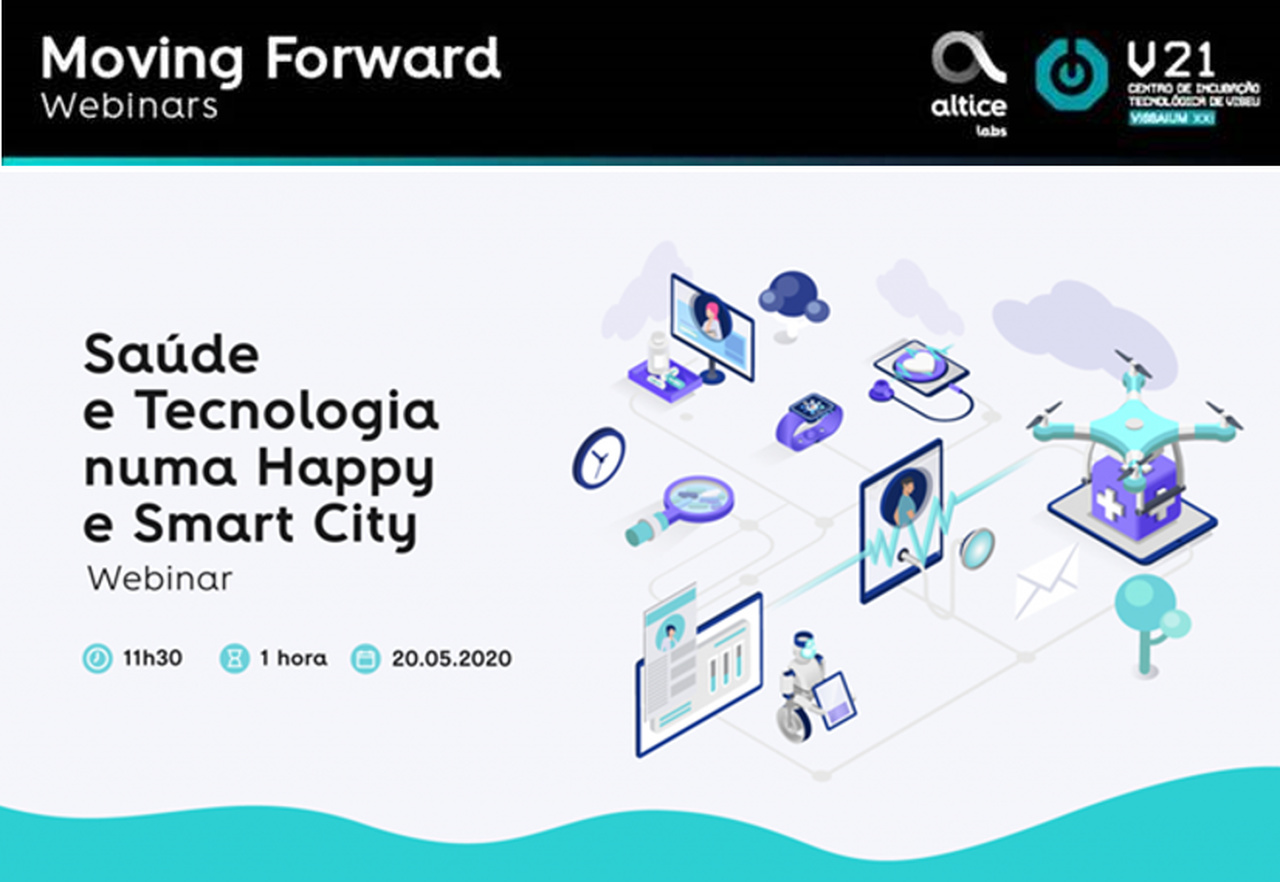 Moving Forward
Webinars
altice
labs
V21
CENTRO DE INCUBAÇÃO
TECNOLÓGICA DE VISEU
VISSAIUM XXI
Saúde
e Tecnologia
numa Happy
e Smart City
Webinar
11h30 1 hora 20.05.2020